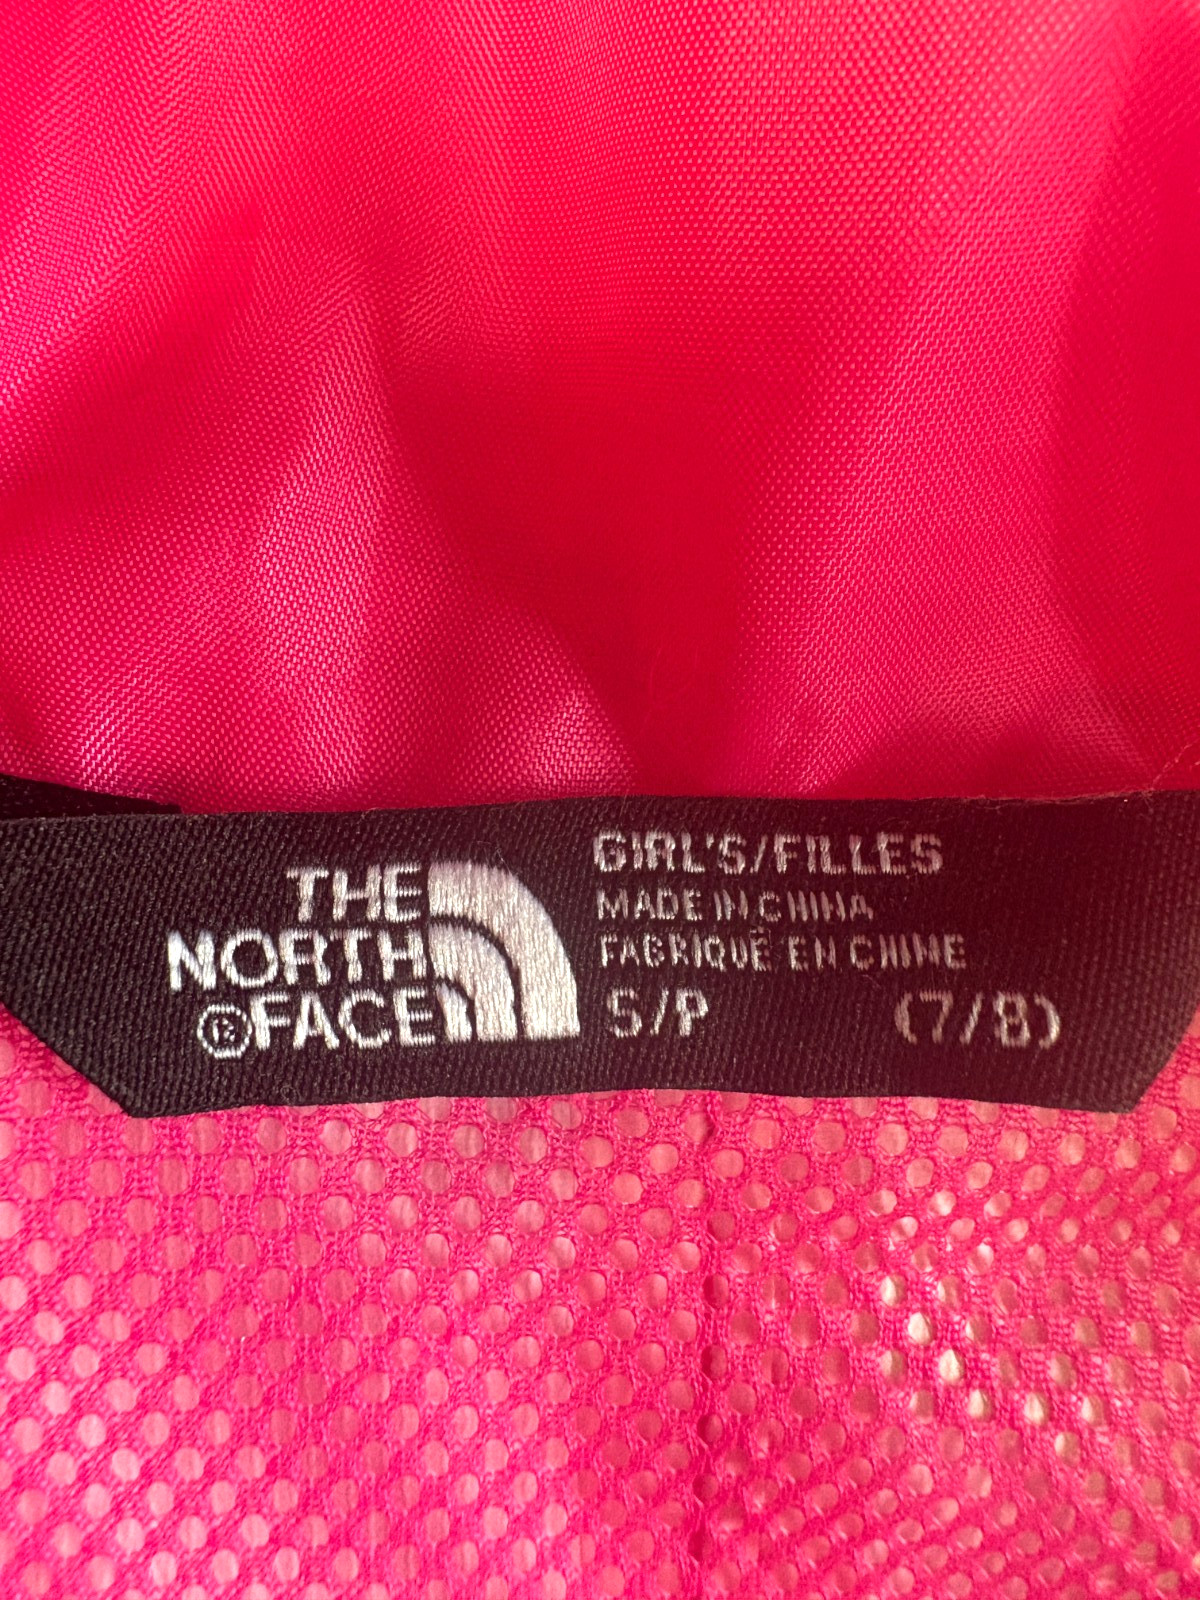 THE
NORTH
®FACE
GIRL'S/FILLES
MADE IN CHINA
FABRIQUÉ EN CHINE
S/P (7/8)